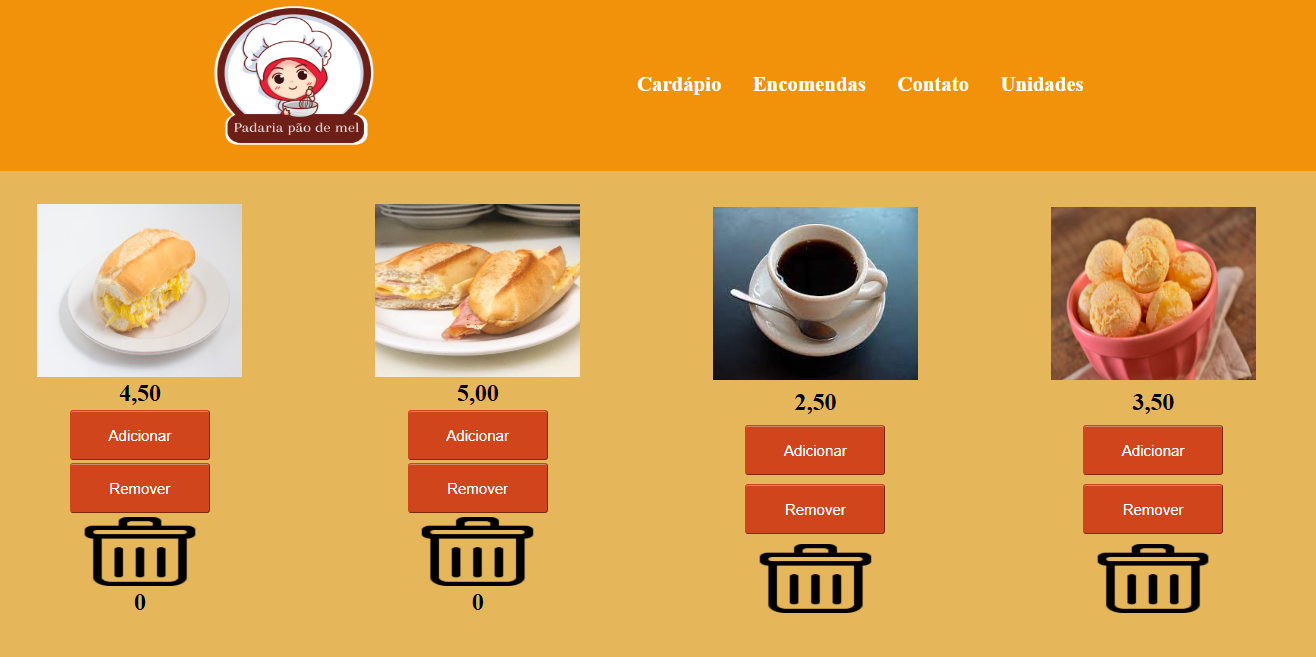 Padaria pão de mel
Cardápio Encomendas Contato Unidades
4,50
Adicionar
Remover
0
5,00
Adicionar
Remover
0
2,50
Adicionar
Remover
3,50
Adicionar
Remover